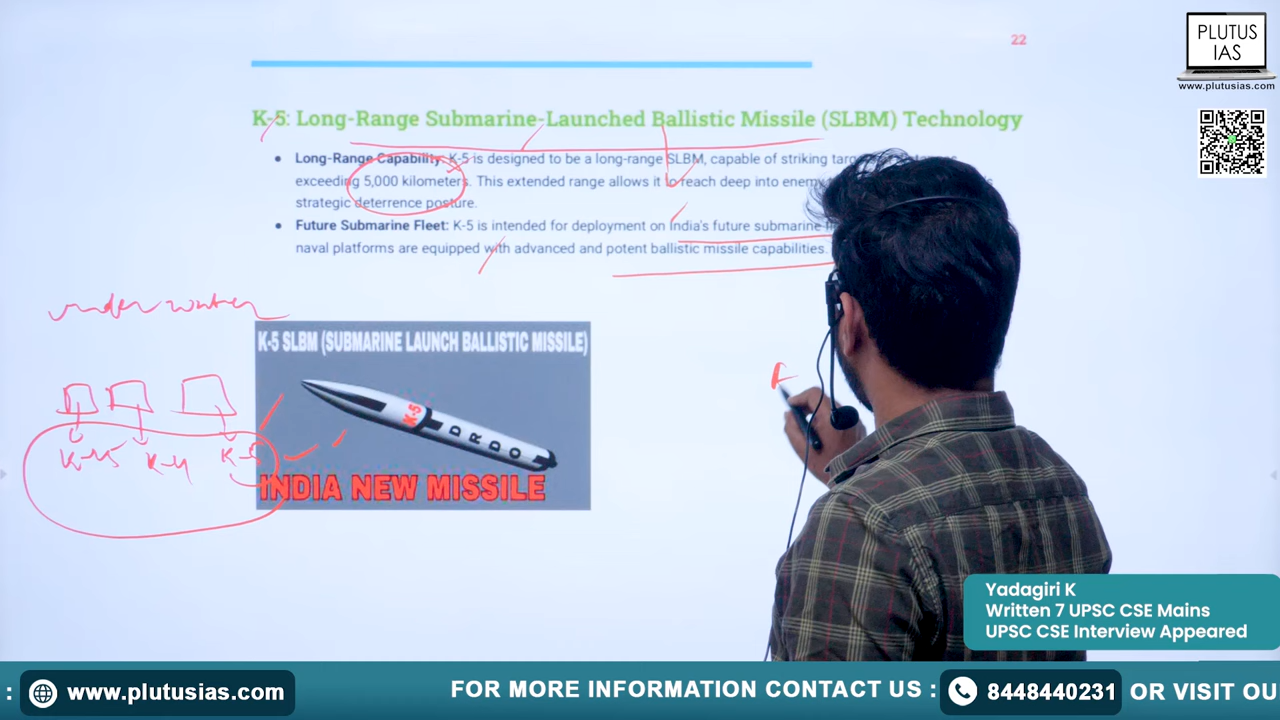 22
PLUTUS
IAS
www.plutusias.com
K-5: Long-Range Submarine-Launched Ballistic Missile (SLBM) Technology
• Long-Range Capability: K-5 is designed to be a long-range SLBM, capable of striking
exceeding 5,000 kilometers. This extended range allows it to reach deep into enemy
strategic deterrence posture.
• Future Submarine Fleet: K-5 is intended for deployment on India's future submarine
naval platforms are equipped with advanced and potent ballistic missile capabilities.
under water
K-5 SLBM (SUBMARINE LAUNCH BALLISTIC MISSILE)
K-5 DRDO
K-15 K-4 K-5
INDIA NEW MISSILE
Yadagiri K
Written 7 UPSC CSE Mains
UPSC CSE Interview Appeared
: www.plutusias.com FOR MORE INFORMATION CONTACT US : 8448440231 OR VISIT OU